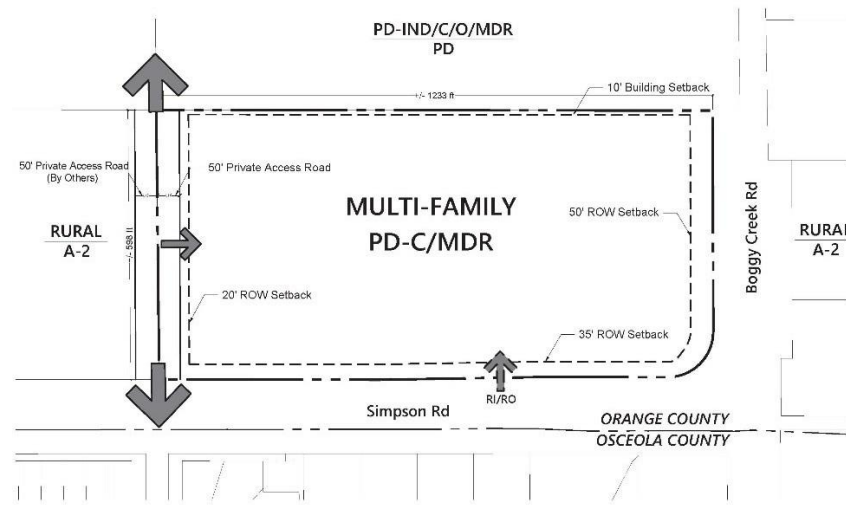 PD-IND/C/O/MDR
PD
+/- 1233 ft
10' Building Setback
50' Private Access Road
(By Others)
50' Private Access Road
MULTI-FAMILY
PD-C/MDR
50' ROW Setback
RURAL
A-2
+/- 598 ft
RURAL
A-2
Boggy Creek Rd
20' ROW Setback
35' ROW Setback
RI/RO
Simpson Rd
ORANGE COUNTY
OSCEOLA COUNTY